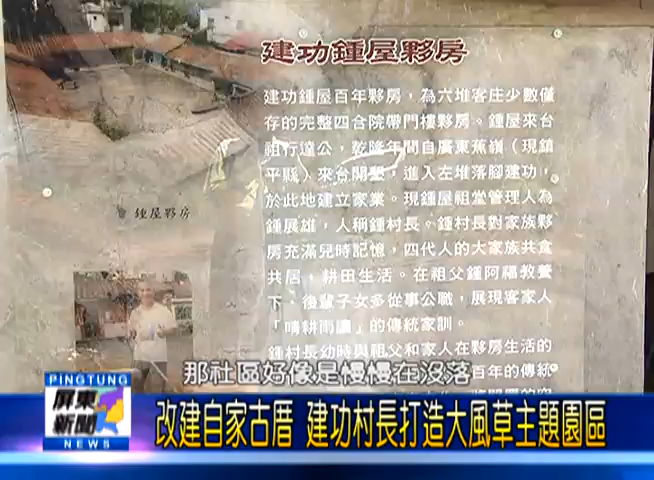 建功鍾屋夥房
建功鍾屋百年夥房，為六堆客庄少數僅
存的完整四合院帶門樓夥房。鍾屋來台
祖行達公，乾隆年間自廣東蕉嶺（現鎮
平縣）來台開墾，進入左堆落腳建功，
於此地建立家業。現鍾屋祖堂管理人為
鍾展雄，人稱鍾村長。鍾村長對家族夥
房充滿兒時記憶，四代人的大家族共食
共居，耕田生活。在祖父鍾阿福教養
下，後輩子女多從事公職，展現客家人
「晴耕雨讀」的傳統家訓。
鍾村長幼時與祖父和家人在夥房生活的
百年的傳統
鍾屋夥房
那社區好像是慢慢在沒落
PINGTUNG
屏東
新聞
NEWS
改建自家古厝 建功村長打造大風草主題園區